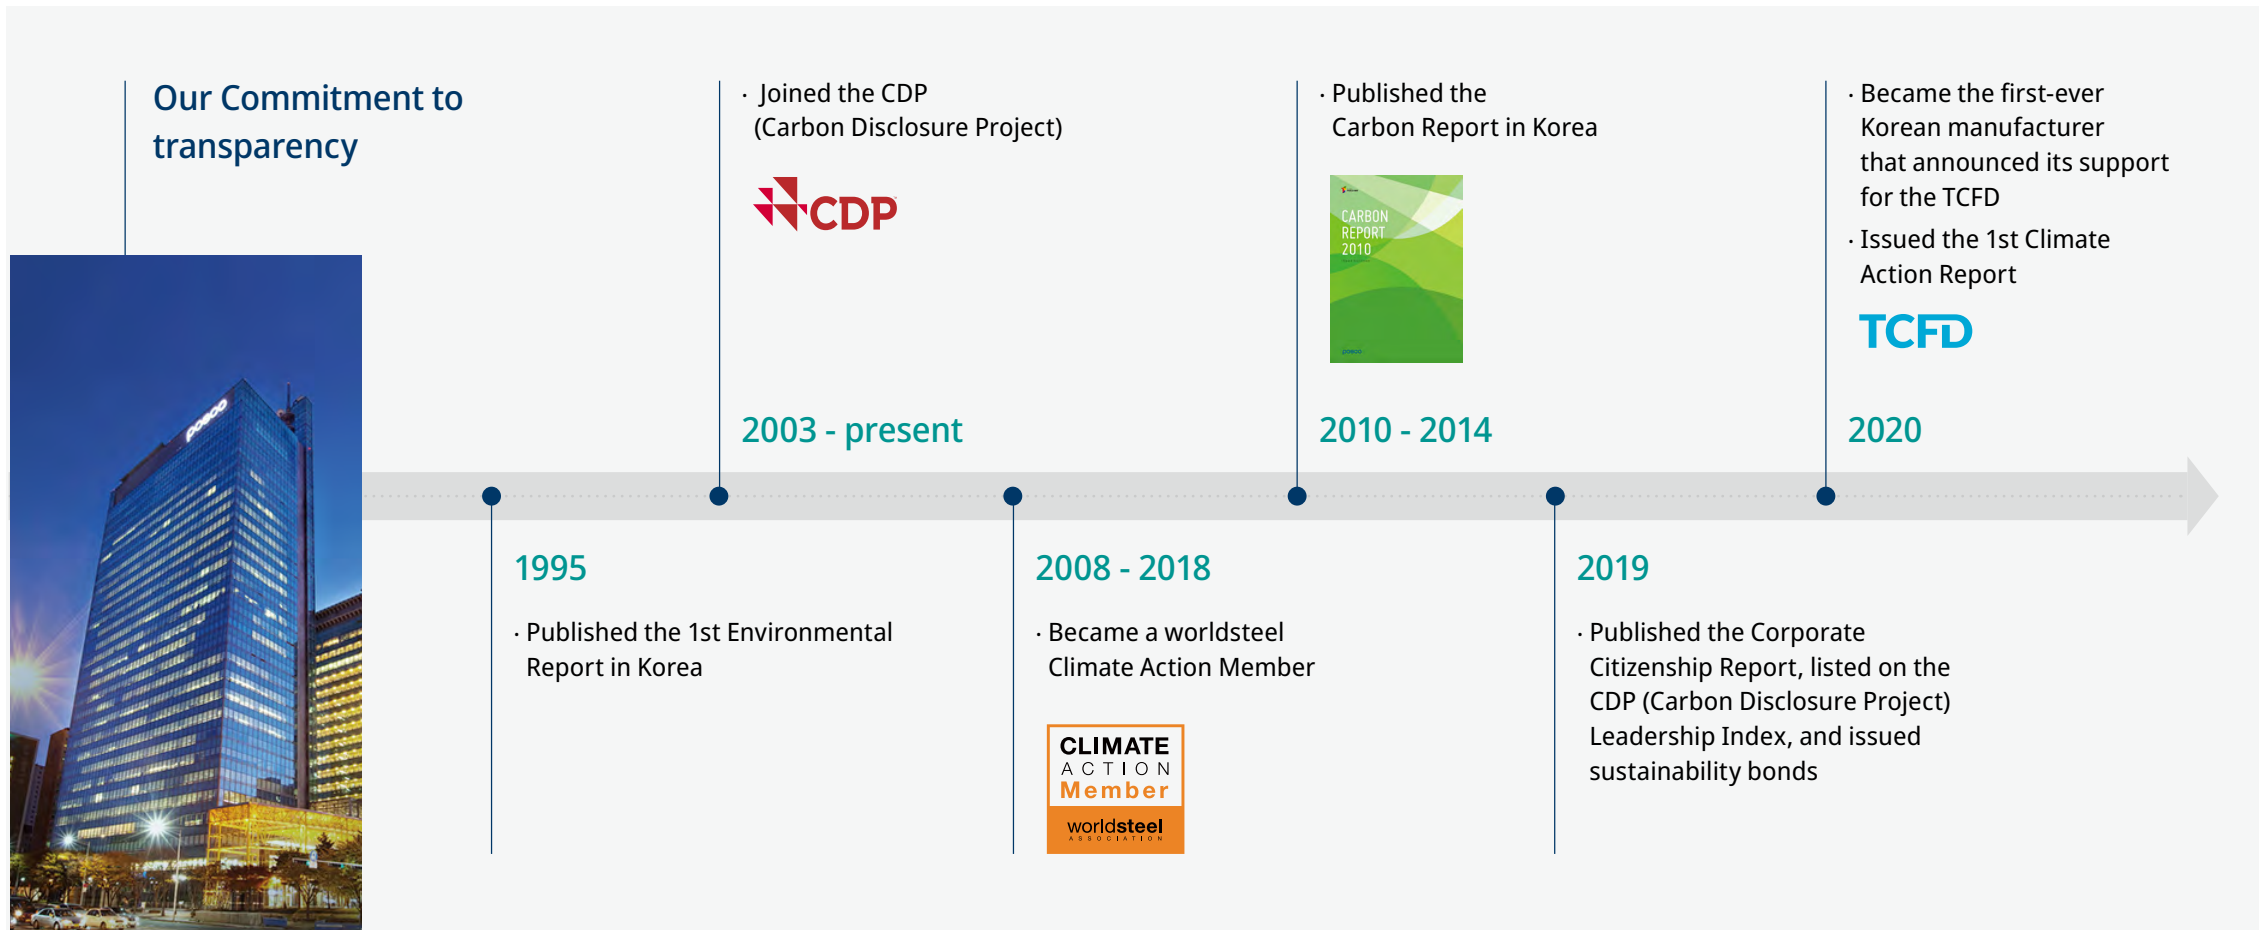 Our Commitment to
transparency
posco
1995
· Published the 1st Environmental
Report in Korea
· Joined the CDP
(Carbon Disclosure Project)
CDP
2003 - present
2008 - 2018
· Became a worldsteel
Climate Action Member
CLIMATE
ACTION
Member
worldsteel
ASSOCIATION
· Published the
Carbon Report in Korea
CARBON
REPORT
2010
posco
2010 - 2014
2019
· Published the Corporate
Citizenship Report, listed on the
CDP (Carbon Disclosure Project)
Leadership Index, and issued
sustainability bonds
· Became the first-ever
Korean manufacturer
that announced its support
for the TCFD
· Issued the 1st Climate
Action Report
TCFD
2020